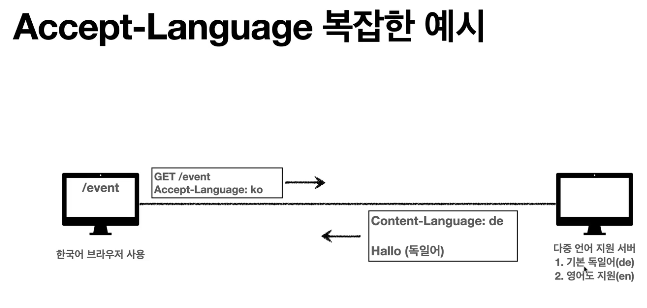 Accept-Language 복잡한 예시
/event
GET /event
Accept-Language: ko
Content-Language: de
Hallo (독일어)
한국어 브라우저 사용
다중 언어 지원 서버
1. 기본 독일어(de)
2. 영어도 지원(en)